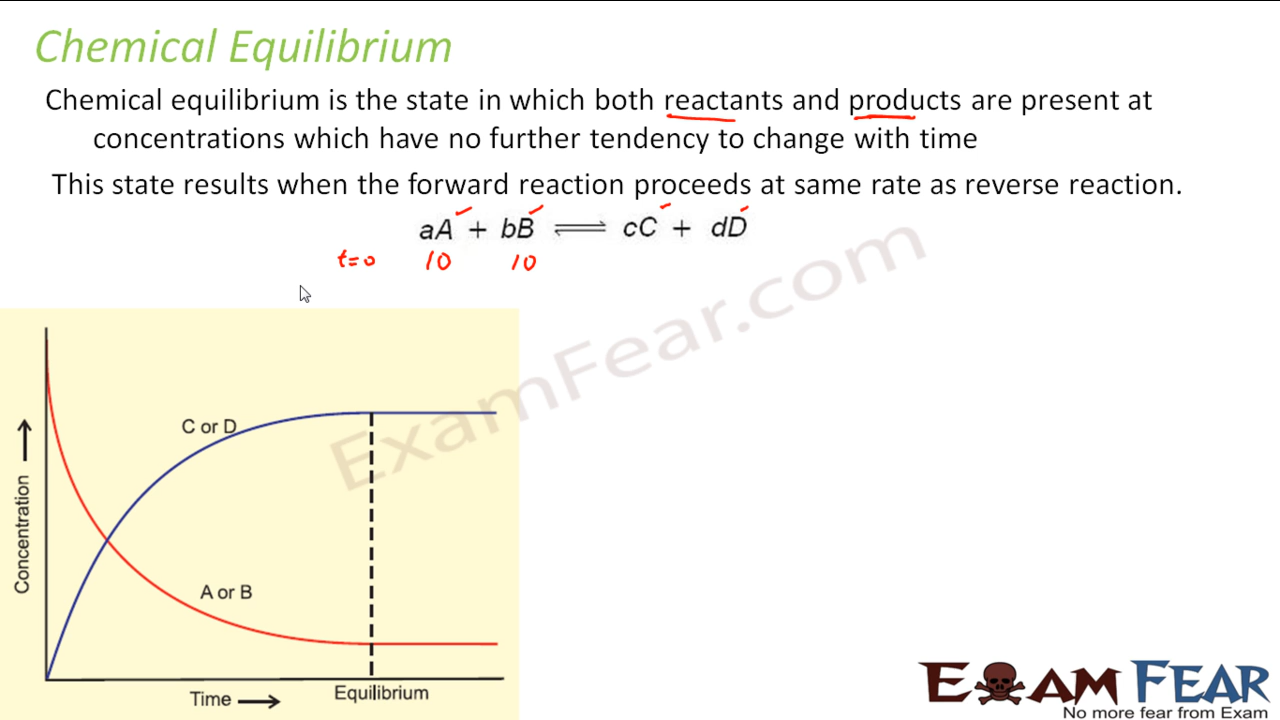 Chemical Equilibrium
Chemical equilibrium is the state in which both reactants and products are present at
concentrations which have no further tendency to change with time
This state results when the forward reaction proceeds at same rate as reverse reaction.
aA + bB ⇌ cC + dD
t=0 10 10
ExamFear.com
C or D
Concentration
A or B
Time
Equilibrium
EXAM FEAR
No more fear from Exam